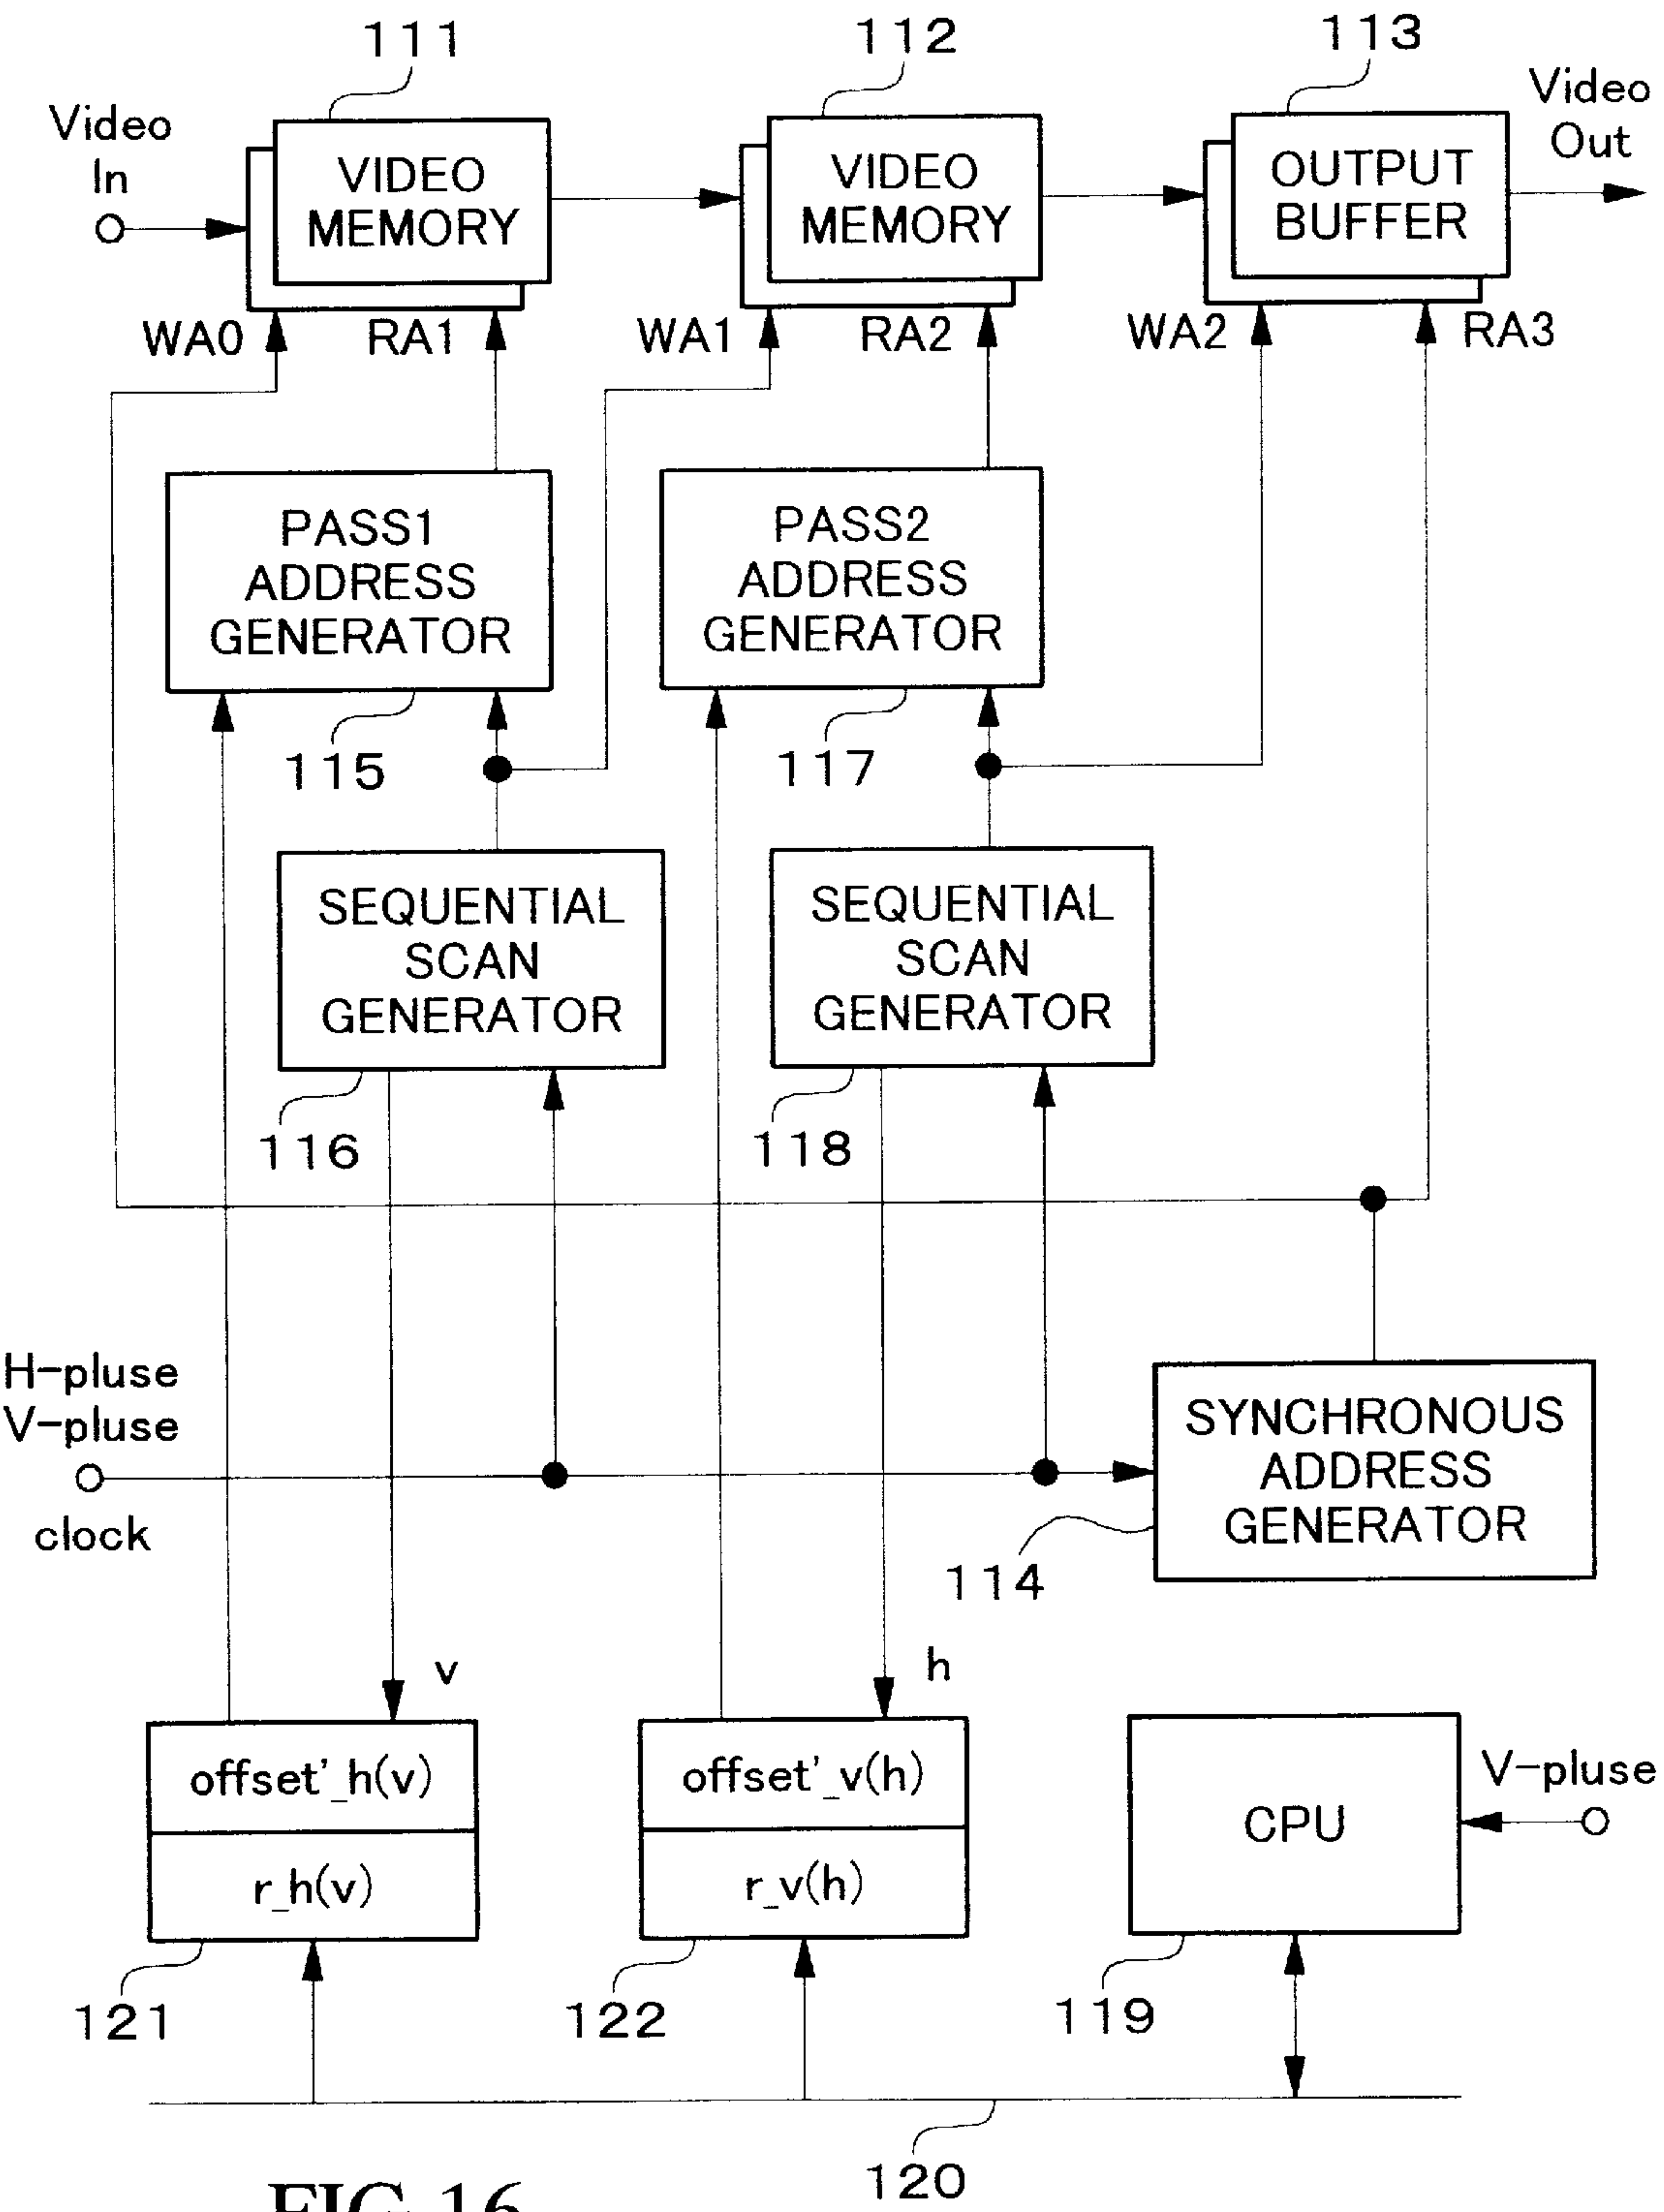 111
112
113
Video
In
VIDEO
MEMORY
VIDEO
MEMORY
OUTPUT
BUFFER
Video
Out
WA0
RA1
WA1
RA2
WA2
RA3
PASS1
ADDRESS
GENERATOR
PASS2
ADDRESS
GENERATOR
115
117
SEQUENTIAL
SCAN
GENERATOR
SEQUENTIAL
SCAN
GENERATOR
116
118
H-pluse
V-pluse
clock
SYNCHRONOUS
ADDRESS
GENERATOR
114
v
h
offset'_h(v)
r_h(v)
offset'_v(h)
r_v(h)
CPU
V-pluse
121
122
119
120
FIG.16